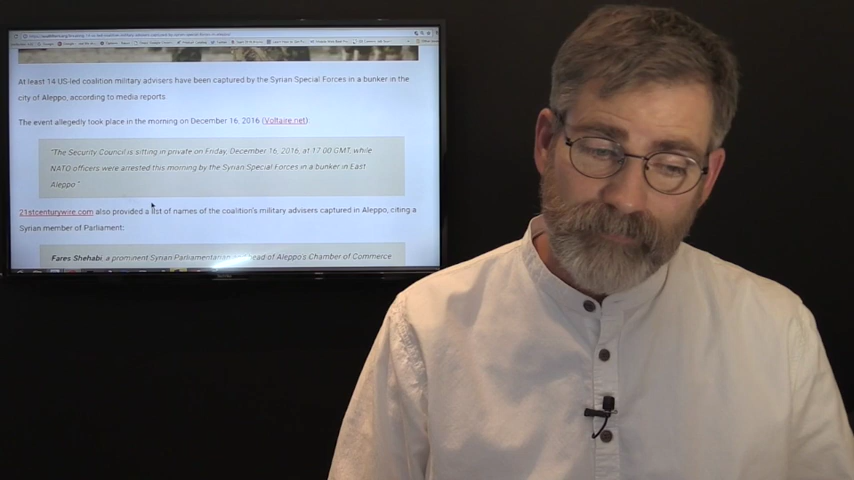 At least 14 US-led coalition military advisers have been captured by the Syrian Special Forces in a bunker in the
city of Aleppo, according to media reports.
The event allegedly took place in the morning on December 16, 2016 (Voltaire.net)
"The Security Council is sitting in private on Friday, December 16, 2016, at 17:00 GMT, while
NATO officers were arrested this morning by the Syrian Special Forces in a bunker in East
Aleppo."
21stcenturywire.com also provided a list of names of the coalition's military advisers captured in Aleppo, citing a
Syrian member of Parliament:
Fares Shehabi, a prominent Syrian Parliamentarian head of Aleppo's Chamber of Commerce